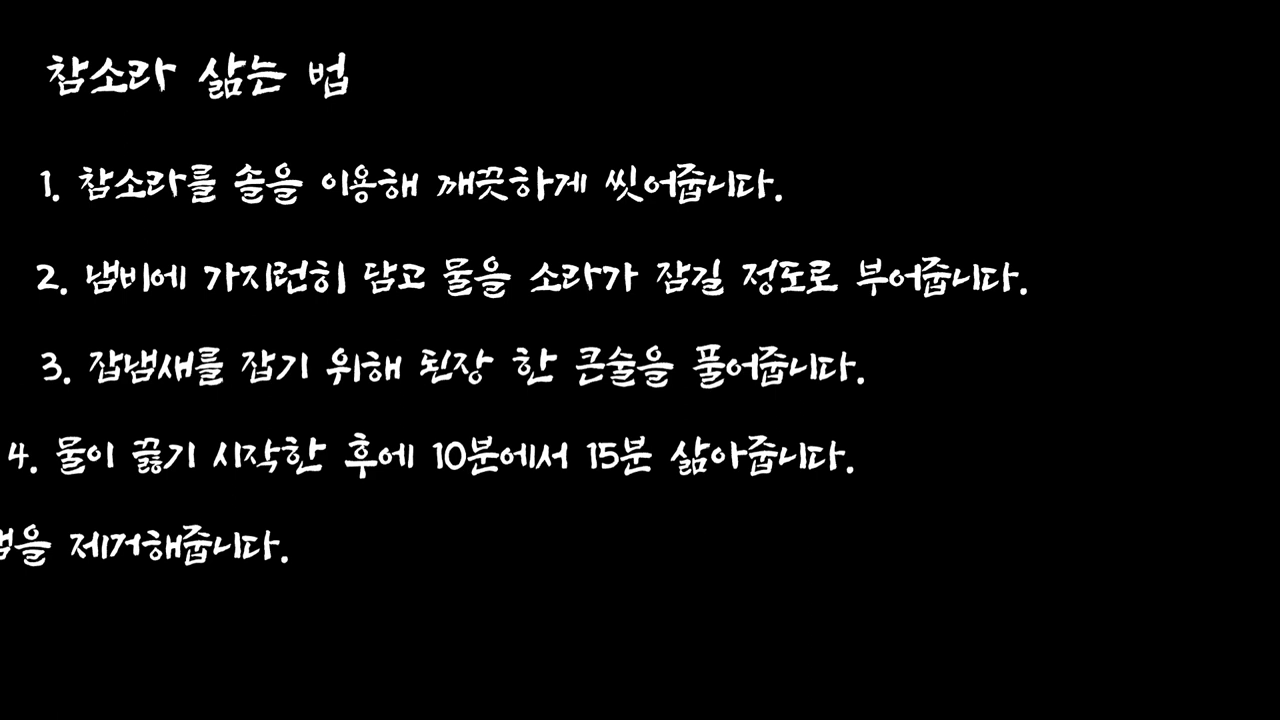 참소라 삶는 법
1. 참소라를 솔을 이용해 깨끗하게 씻어줍니다.
2. 냄비에 가지런히 담고 물을 소라가 잠길 정도로 부어줍니다.
3. 잡냄새를 잡기 위해 된장 한 큰술을 풀어줍니다.
4. 물이 끓기 시작한 후에 10분에서 15분 삶아줍니다.
제거해줍니다.